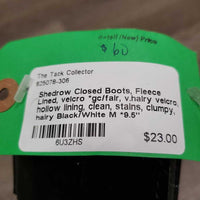 Retail (New) Price
$60
The Tack Collector
625078-306
Shedrow Closed Boots, Fleece
Lined, velcro *gc/fair, v.hairy velcro,
hollow lining, clean, stains, clumpy,
hairy Black/White M *9.5"
6U3ZHS
$23.00